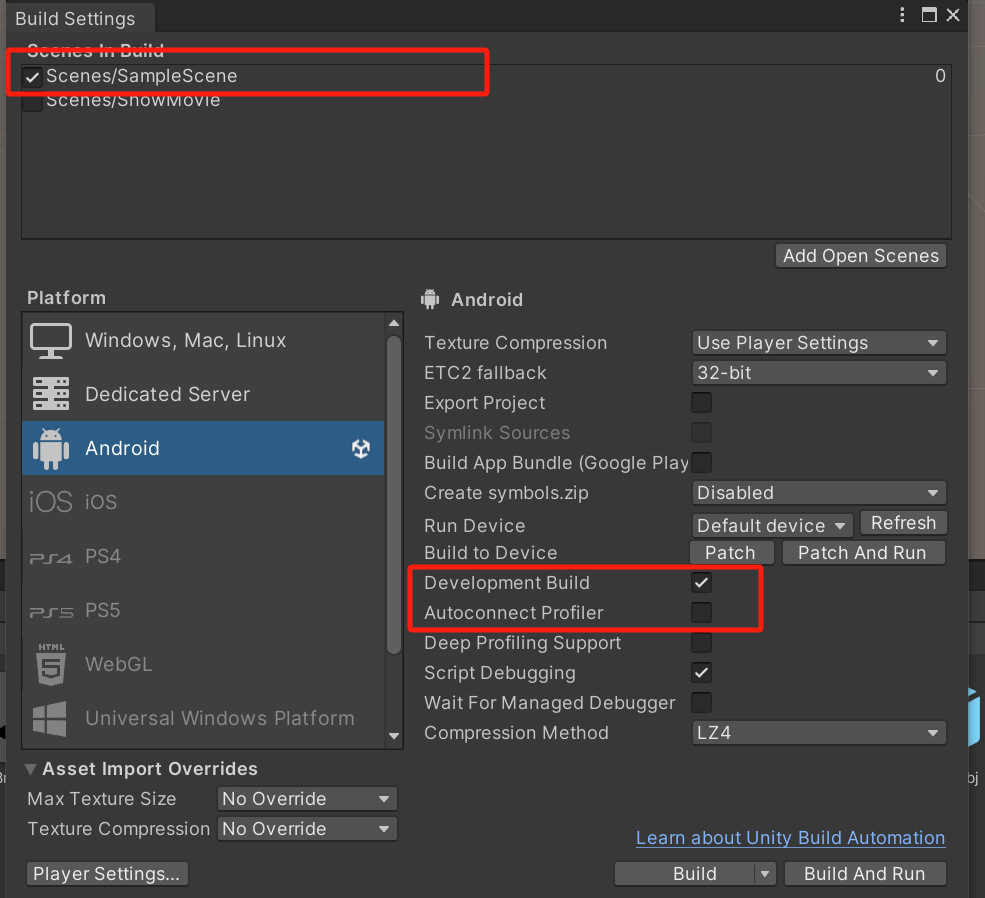 Build Settings
Scenes In Build
Scenes/SampleScene 0
Scenes/ShowMovie
Add Open Scenes
Platform
Windows, Mac, Linux
Dedicated Server
Android
iOS iOS
PS4 PS4
PS5 PS5
HTML 5 WebGL
Universal Windows Platform
Android
Texture Compression Use Player Settings
ETC2 fallback 32-bit
Export Project
Symlink Sources
Build App Bundle (Google Play
Create symbols.zip Disabled
Run Device Default device Refresh
Build to Device Patch Patch And Run
Development Build
Autoconnect Profiler
Deep Profiling Support
Script Debugging
Wait For Managed Debugger
Compression Method LZ4
Asset Import Overrides
Max Texture Size No Override
Texture Compression No Override
Learn about Unity Build Automation
Player Settings... Build Build And Run
bj